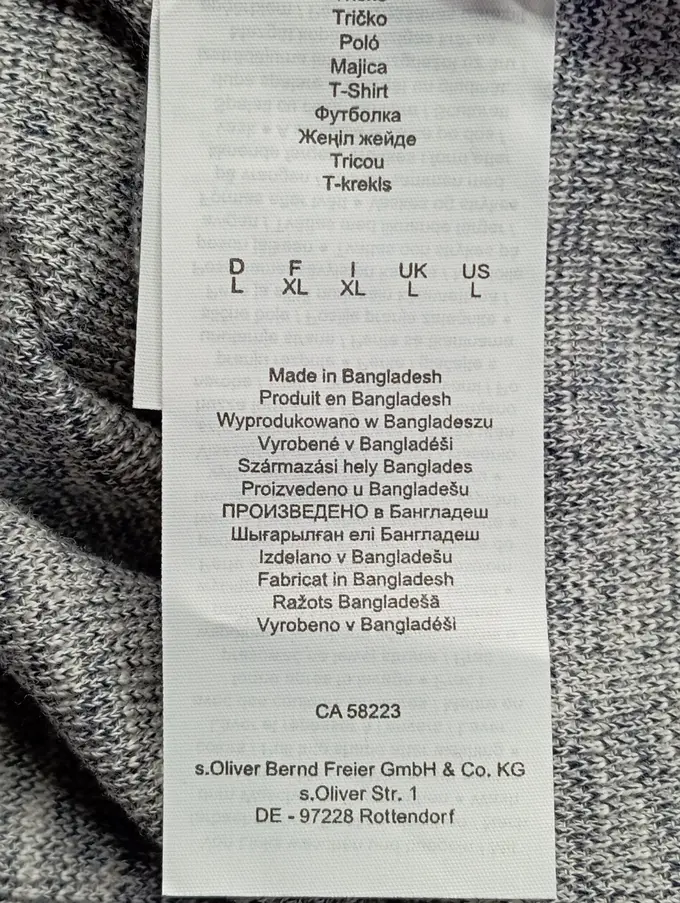 Tričko
Póló
Majica
T-Shirt
Футболка
Жеңіл жейде
Tricou
T-krekls
D F I UK US
L XL XL L L
Made in Bangladesh
Produit en Bangladesh
Wyprodukowano w Bangladeszu
Vyrobené v Bangladéši
Származási hely Banglades
Proizvedeno u Bangladešu
ПРОИЗВЕДЕНО в Бангладеш
Шығарылған елі Бангладеш
Izdelano v Bangladešu
Fabricat in Bangladesh
Ražots Bangladešā
Vyrobeno v Bangladéši
CA 58223
s.Oliver Bernd Freier GmbH & Co. KG
s.Oliver Str. 1
DE - 97228 Rottendorf